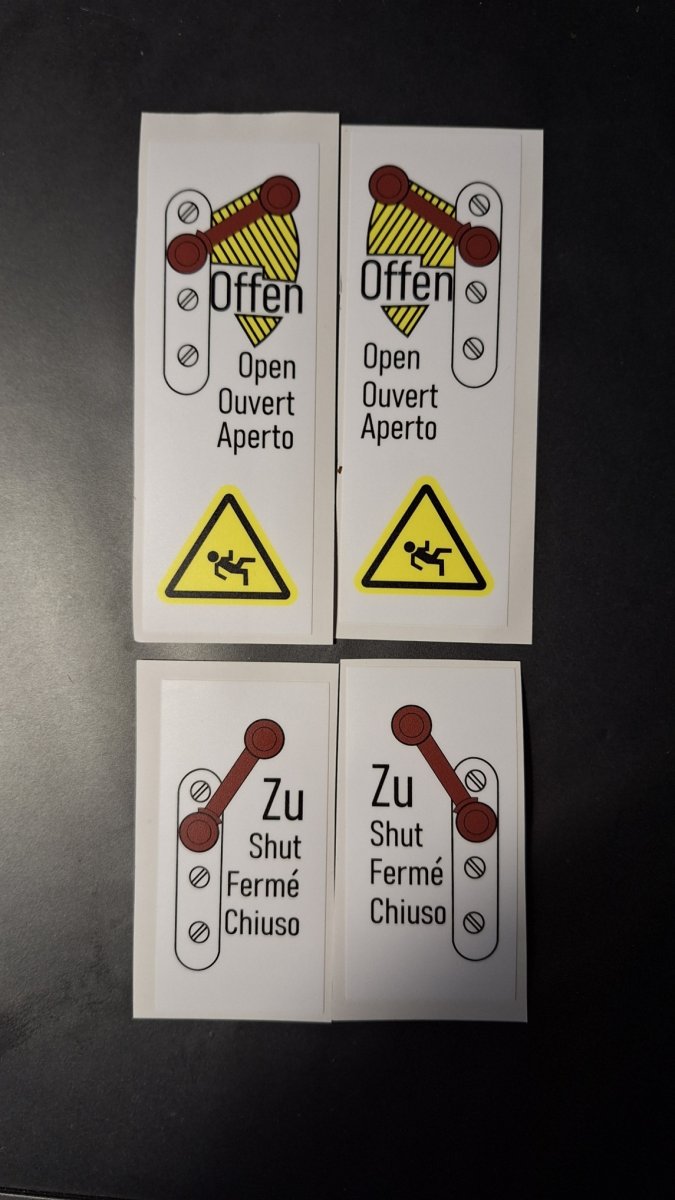 Offen
Open
Ouvert
Aperto
Offen
Open
Ouvert
Aperto
Zu
Shut
Fermé
Chiuso
Zu
Shut
Fermé
Chiuso